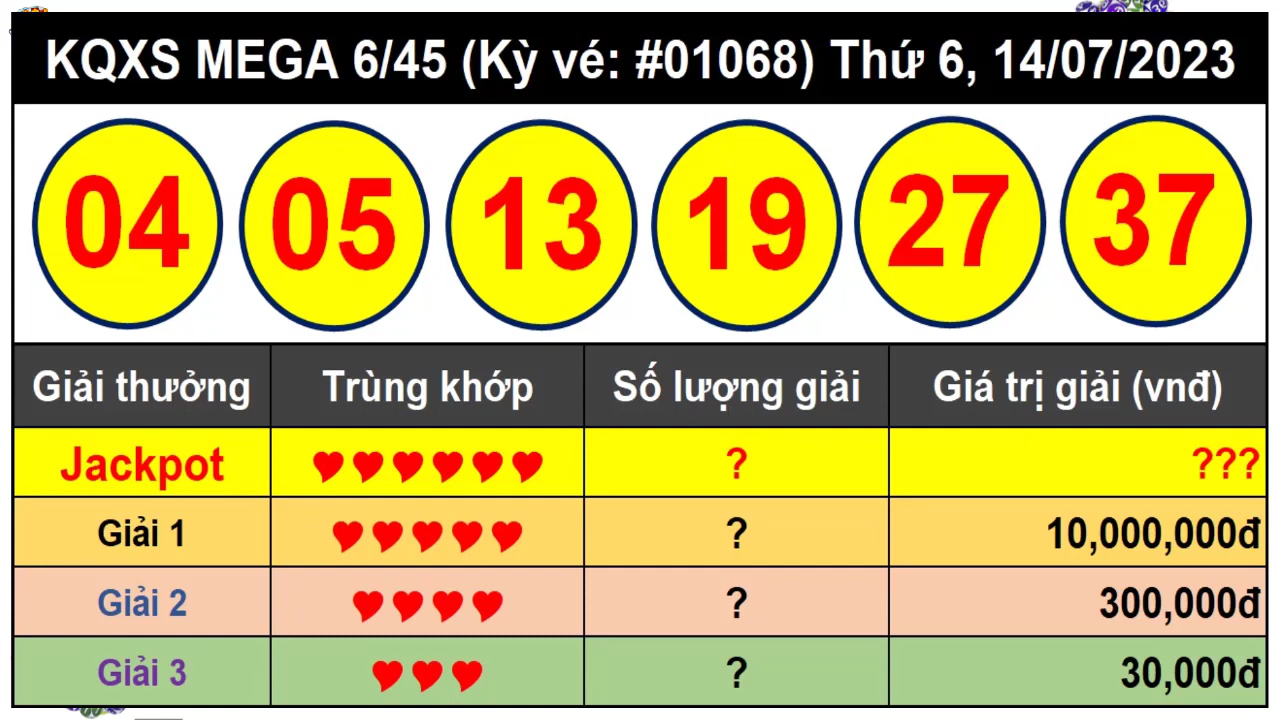 KQXS MEGA 6/45 (Kỳ vé: #01068) Thứ 6, 14/07/2023
04 05 13 19 27 37
Giải thưởng Trùng khớp Số lượng giải Giá trị giải (vnđ)
Jackpot ? ???
Giải 1 ? 10,000,000đ
Giải 2 ? 300,000đ
Giải 3 ? 30,000đ